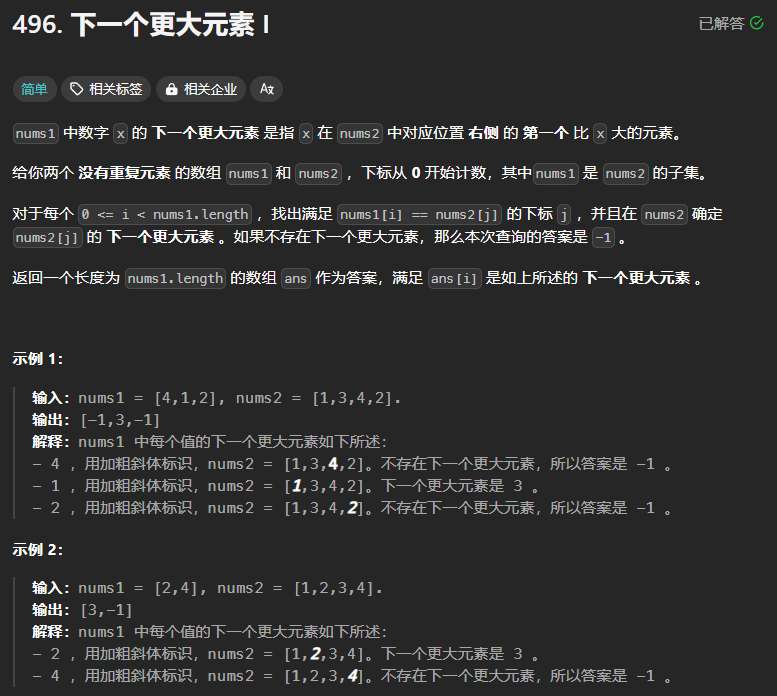 496. 下一个更大元素 I
已解答
简单 相关标签 相关企业 Aż
nums1 中数字 x 的 下一个更大元素 是指 x 在 nums2 中对应位置 右侧 的 第一个 比 x 大的元素。
给你两个 没有重复元素 的数组 nums1 和 nums2 ，下标从 0 开始计数，其中nums1 是 nums2 的子集。
对于每个 0 <= i < nums1.length ，找出满足 nums1[i] == nums2[j] 的下标 j ，并且在 nums2 确定
nums2[j] 的 下一个更大元素 。如果不存在下一个更大元素，那么本次查询的答案是 -1 。
返回一个长度为 nums1.length 的数组 ans 作为答案，满足 ans[i] 是如上所述的 下一个更大元素 。
示例 1：
输入：nums1 = [4,1,2], nums2 = [1,3,4,2].
输出：[-1,3,-1]
解释：nums1 中每个值的下一个更大元素如下所述：
- 4 ，用加粗斜体标识，nums2 = [1,3,4,2]。不存在下一个更大元素，所以答案是 -1 。
- 1 ，用加粗斜体标识，nums2 = [1,3,4,2]。下一个更大元素是 3 。
- 2 ，用加粗斜体标识，nums2 = [1,3,4,2]。不存在下一个更大元素，所以答案是 -1 。
示例 2：
输入：nums1 = [2,4], nums2 = [1,2,3,4].
输出：[3,-1]
解释：nums1 中每个值的下一个更大元素如下所述：
- 2 ，用加粗斜体标识，nums2 = [1,2,3,4]。下一个更大元素是 3 。
- 4 ，用加粗斜体标识，nums2 = [1,2,3,4]。不存在下一个更大元素，所以答案是 -1 。